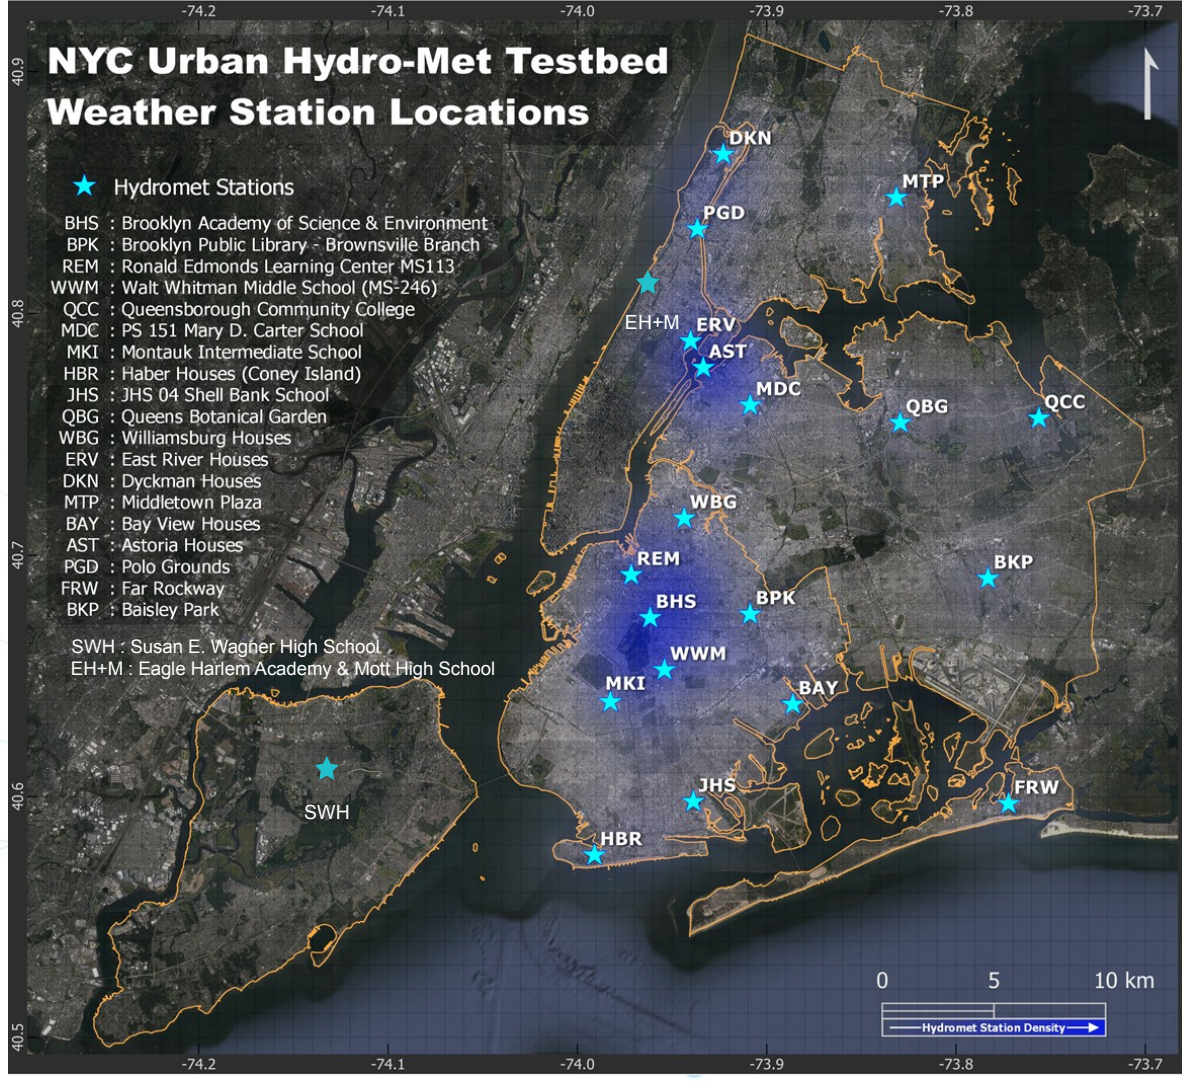 -74.2 -74.1 -74.0 -73.9 -73.8 -73.7
NYC Urban Hydro-Met Testbed
Weather Station Locations
Hydromet Stations
BHS : Brooklyn Academy of Science & Environment
BPK : Brooklyn Public Library - Brownsville Branch
REM : Ronald Edmonds Learning Center MS113
WWM : Walt Whitman Middle School (MS-246)
QCC : Queensborough Community College
MDC : PS 151 Mary D. Carter School
MKI : Montauk Intermediate School
HBR : Haber Houses (Coney Island)
JHS : JHS 04 Shell Bank School
QBG : Queens Botanical Garden
WBG : Williamsburg Houses
ERV : East River Houses
DKN : Dyckman Houses
MTP : Middletown Plaza
BAY : Bay View Houses
AST : Astoria Houses
PGD : Polo Grounds
FRW : Far Rockway
BKP : Baisley Park
SWH : Susan E. Wagner High School
EH+M : Eagle Harlem Academy & Mott High School
40.9
40.8
40.7
40.6
40.5
DKN
MTP
PGD
EH+M
ERV
AST
MDC
QBG
QCC
WBG
REM
BKP
BHS
BPK
WWM
MKI
BAY
JHS
FRW
SWH
HBR
0 5 10 km
Hydromet Station Density
-74.2 -74.1 -74.0 -73.9 -73.8 -73.7